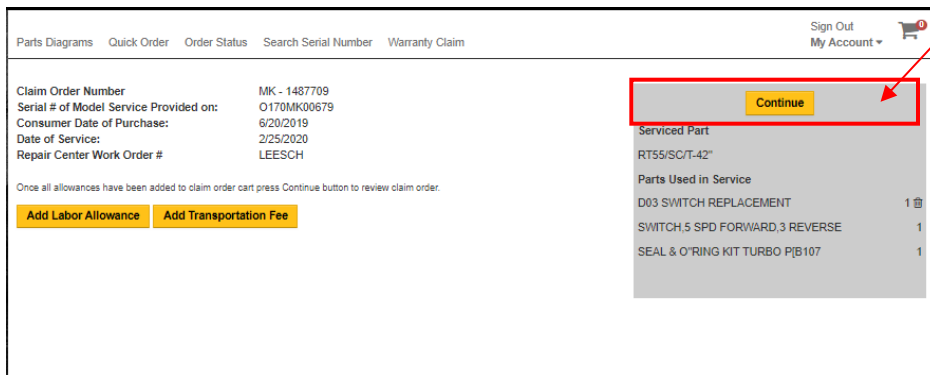 Sign Out
0
Parts Diagrams Quick Order Order Status Search Serial Number Warranty Claim My Account
Claim Order Number MK - 1487709
Serial # of Model Service Provided on: O170MK00679
Consumer Date of Purchase: 6/20/2019
Date of Service: 2/25/2020
Repair Center Work Order # LEESCH
Once all allowances have been added to claim order cart press Continue button to review claim order.
Add Labor Allowance Add Transportation Fee
Continue
Serviced Part
RT55/SC/T-42"
Parts Used in Service
D03 SWITCH REPLACEMENT 1
SWITCH,5 SPD FORWARD,3 REVERSE 1
SEAL & O"RING KIT TURBO P[B107 1